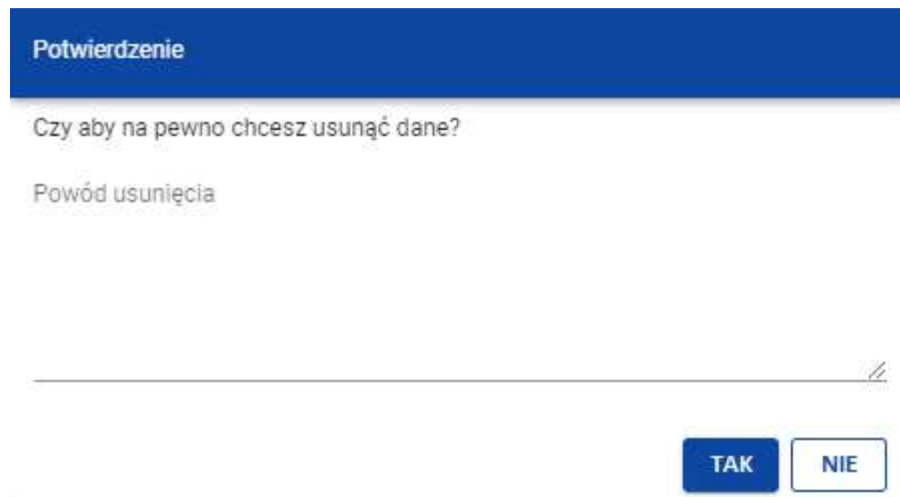 Potwierdzenie
Czy aby na pewno chcesz usunąć dane?
Powód usunięcia
TAK
NIE